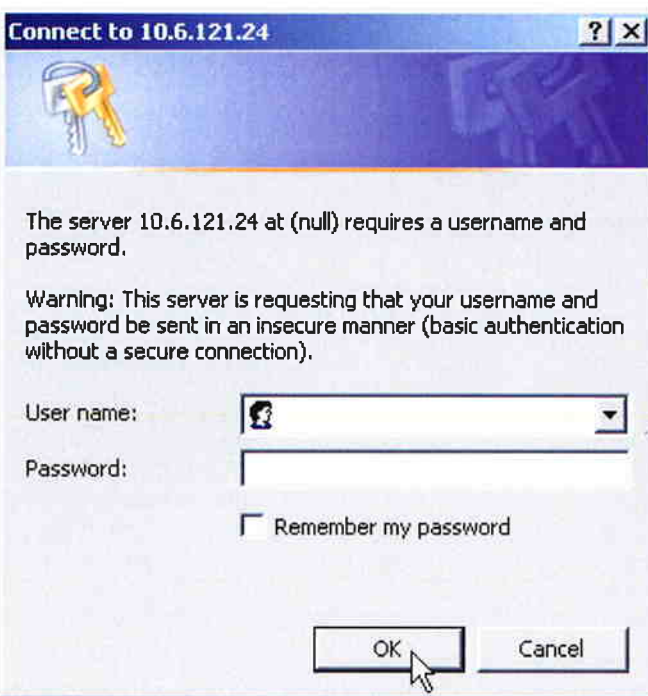 Connect to 10.6.121.24
The server 10.6.121.24 at (null) requires a username and
password.
Warning: This server is requesting that your username and
password be sent in an insecure manner (basic authentication
without a secure connection).
User name:
Password:
Remember my password
OK
Cancel